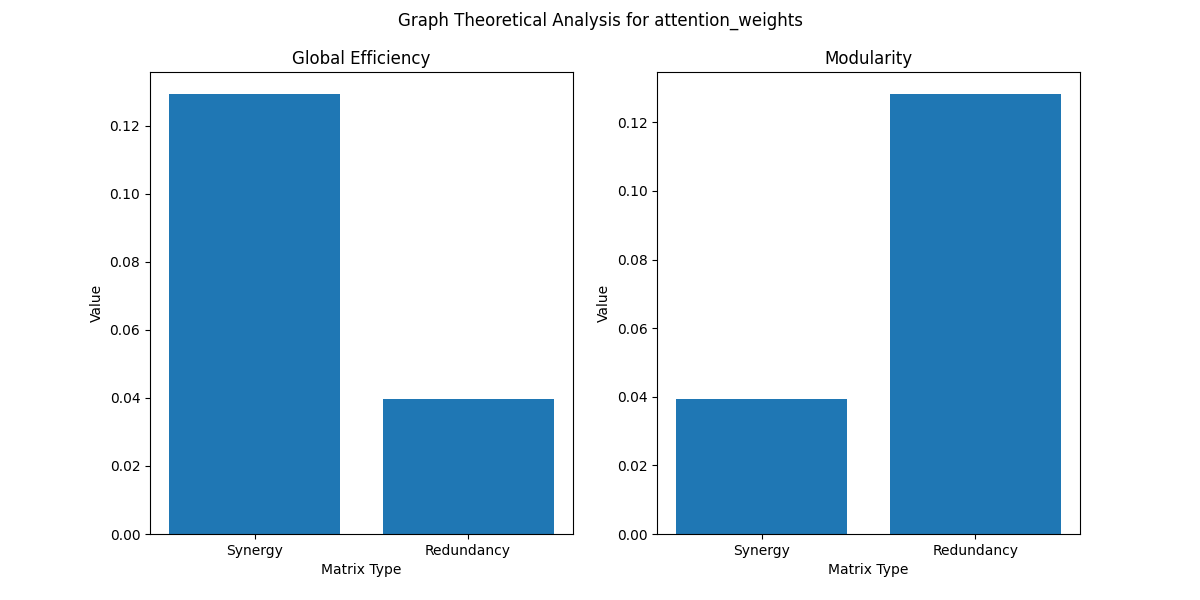 Graph Theoretical Analysis for attention_weights
Global Efficiency
Value
0.12
0.10
0.08
0.06
0.04
0.02
0.00
Synergy
Redundancy
Matrix Type
Modularity
Value
0.12
0.10
0.08
0.06
0.04
0.02
0.00
Synergy
Redundancy
Matrix Type